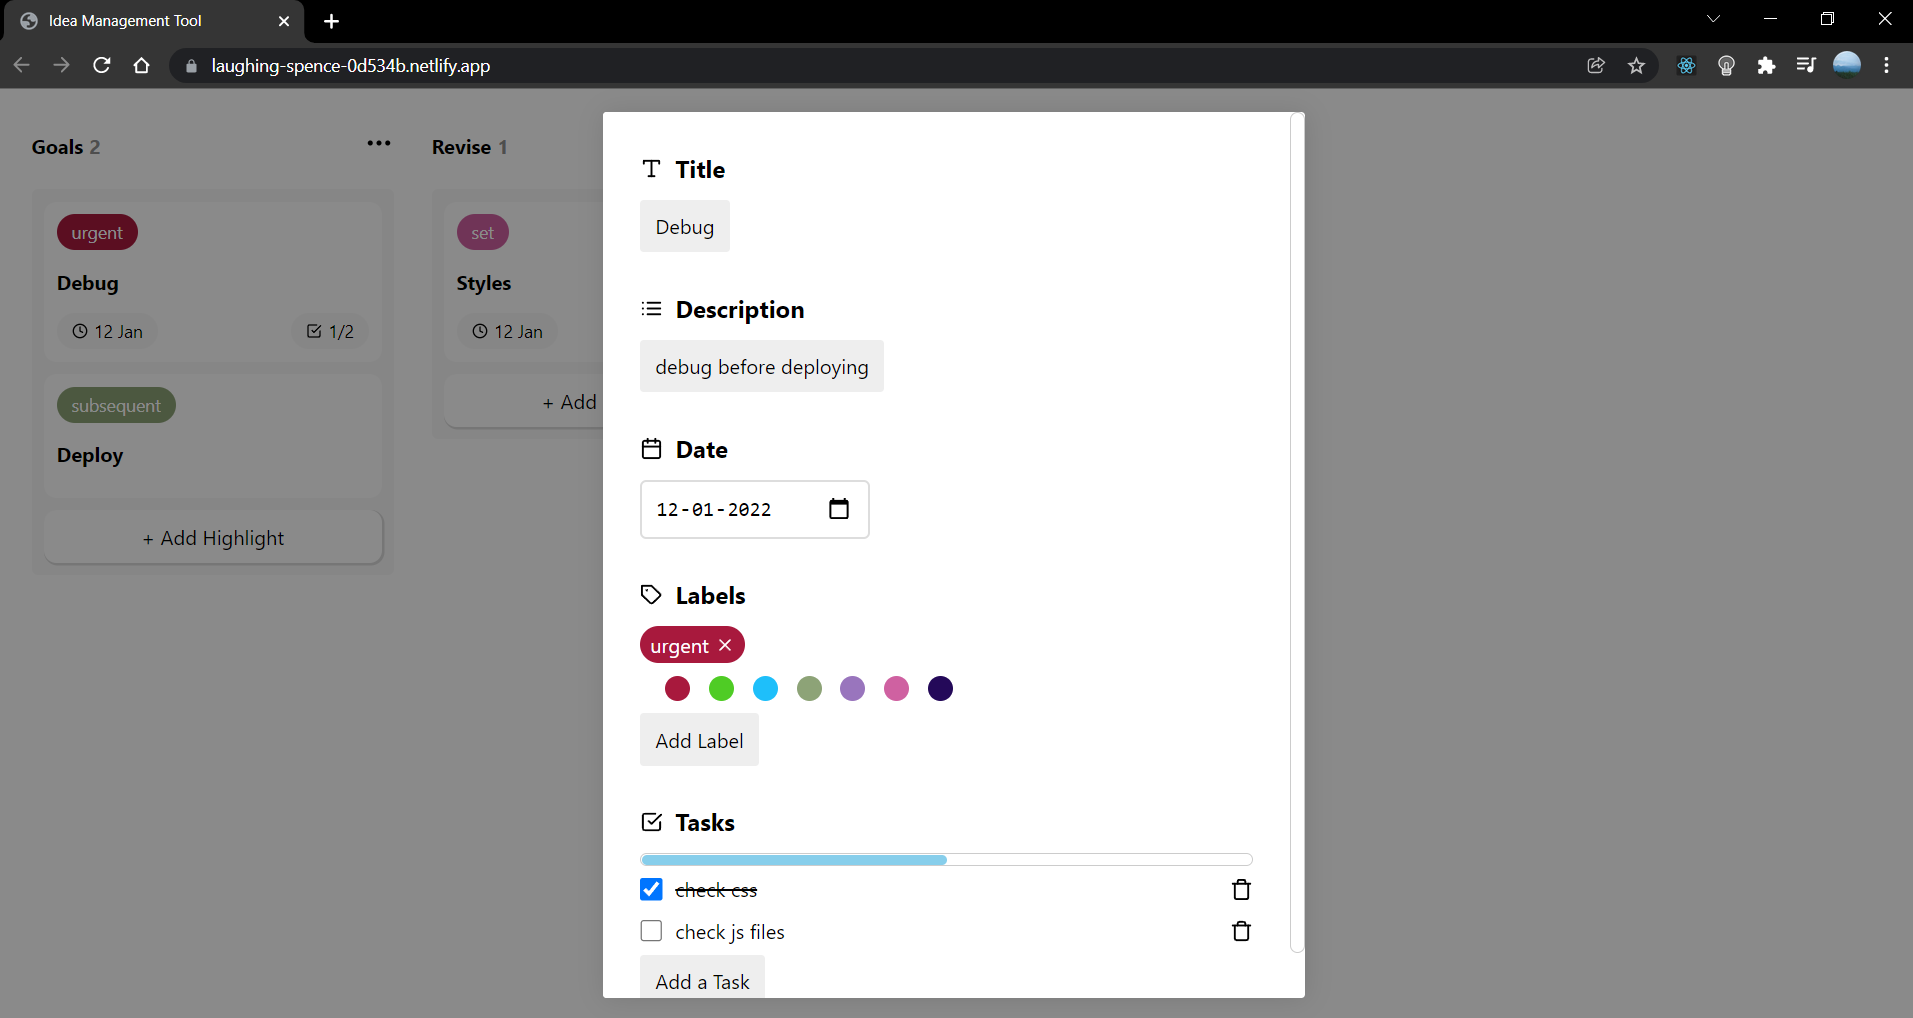 Idea Management Tool
laughing-spence-0d534b.netlify.app
Goals 2
urgent
Debug
12 Jan
1/2
subsequent
Deploy
+ Add Highlight
Revise 1
set
Styles
12 Jan
+ Add
Title
Debug
Description
debug before deploying
Date
12-01-2022
Labels
urgent
Add Label
Tasks
check css
check js files
Add a Task